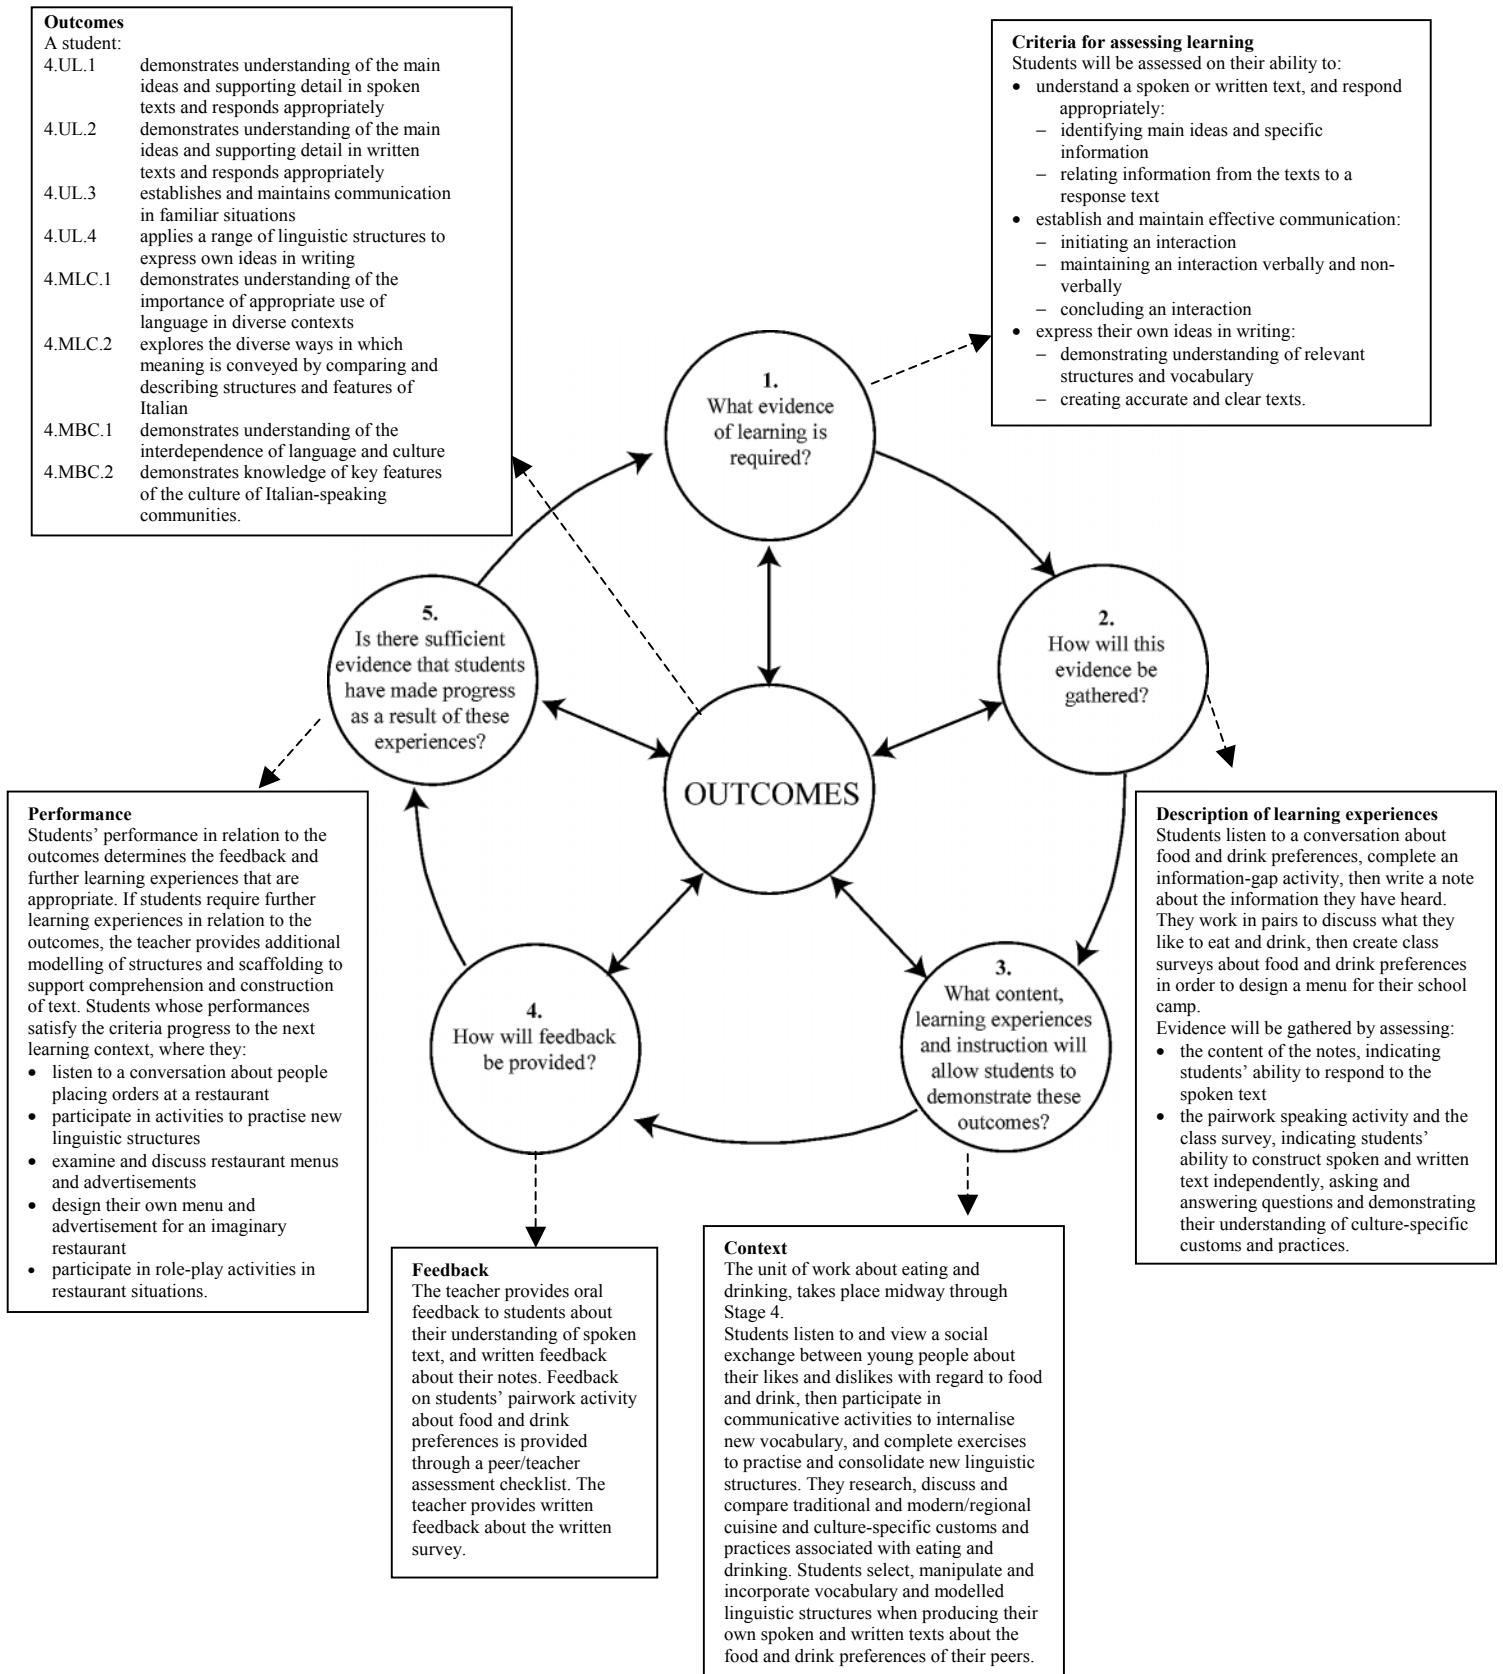 Outcomes
A student:
4.UL.1 demonstrates understanding of the main
ideas and supporting detail in spoken
texts and responds appropriately
4.UL.2 demonstrates understanding of the main
ideas and supporting detail in written
texts and responds appropriately
4.UL.3 establishes and maintains communication
in familiar situations
4.UL.4 applies a range of linguistic structures to
express own ideas in writing
4.MLC.1 demonstrates understanding of the
importance of appropriate use of
language in diverse contexts
4.MLC.2 explores the diverse ways in which
meaning is conveyed by comparing and
describing structures and features of
Italian
4.MBC.1 demonstrates understanding of the
interdependence of language and culture
4.MBC.2 demonstrates knowledge of key features
of the culture of Italian-speaking
communities.
Criteria for assessing learning
Students will be assessed on their ability to:
• understand a spoken or written text, and respond
appropriately:
– identifying main ideas and specific
information
– relating information from the texts to a
response text
• establish and maintain effective communication:
– initiating an interaction
– maintaining an interaction verbally and non-
verbally
– concluding an interaction
• express their own ideas in writing:
– demonstrating understanding of relevant
structures and vocabulary
– creating accurate and clear texts.
1.
What evidence
of learning is
required?
2.
How will this
evidence be
gathered?
5.
Is there sufficient
evidence that students
have made progress
as a result of these
experiences?
OUTCOMES
4.
How will feedback
be provided?
3.
What content,
learning experiences
and instruction will
allow students to
demonstrate these
outcomes?
Performance
Students' performance in relation to the
outcomes determines the feedback and
further learning experiences that are
appropriate. If students require further
learning experiences in relation to the
outcomes, the teacher provides additional
modelling of structures and scaffolding to
support comprehension and construction
of text. Students whose performances
satisfy the criteria progress to the next
learning context, where they:
• listen to a conversation about people
placing orders at a restaurant
• participate in activities to practise new
linguistic structures
• examine and discuss restaurant menus
and advertisements
• design their own menu and
advertisement for an imaginary
restaurant
• participate in role-play activities in
restaurant situations.
Description of learning experiences
Students listen to a conversation about
food and drink preferences, complete an
information-gap activity, then write a note
about the information they have heard.
They work in pairs to discuss what they
like to eat and drink, then create class
surveys about food and drink preferences
in order to design a menu for their school
camp.
Evidence will be gathered by assessing:
• the content of the notes, indicating
students' ability to respond to the
spoken text
• the pairwork speaking activity and the
class survey, indicating students'
ability to construct spoken and written
text independently, asking and
answering questions and demonstrating
their understanding of culture-specific
customs and practices.
Feedback
The teacher provides oral
feedback to students about
their understanding of spoken
text, and written feedback
about their notes. Feedback
on students' pairwork activity
about food and drink
preferences is provided
through a peer/teacher
assessment checklist. The
teacher provides written
feedback about the written
survey.
Context
The unit of work about eating and
drinking, takes place midway through
Stage 4.
Students listen to and view a social
exchange between young people about
their likes and dislikes with regard to food
and drink, then participate in
communicative activities to internalise
new vocabulary, and complete exercises
to practise and consolidate new linguistic
structures. They research, discuss and
compare traditional and modern/regional
cuisine and culture-specific customs and
practices associated with eating and
drinking. Students select, manipulate and
incorporate vocabulary and modelled
linguistic structures when producing their
own spoken and written texts about the
food and drink preferences of their peers.